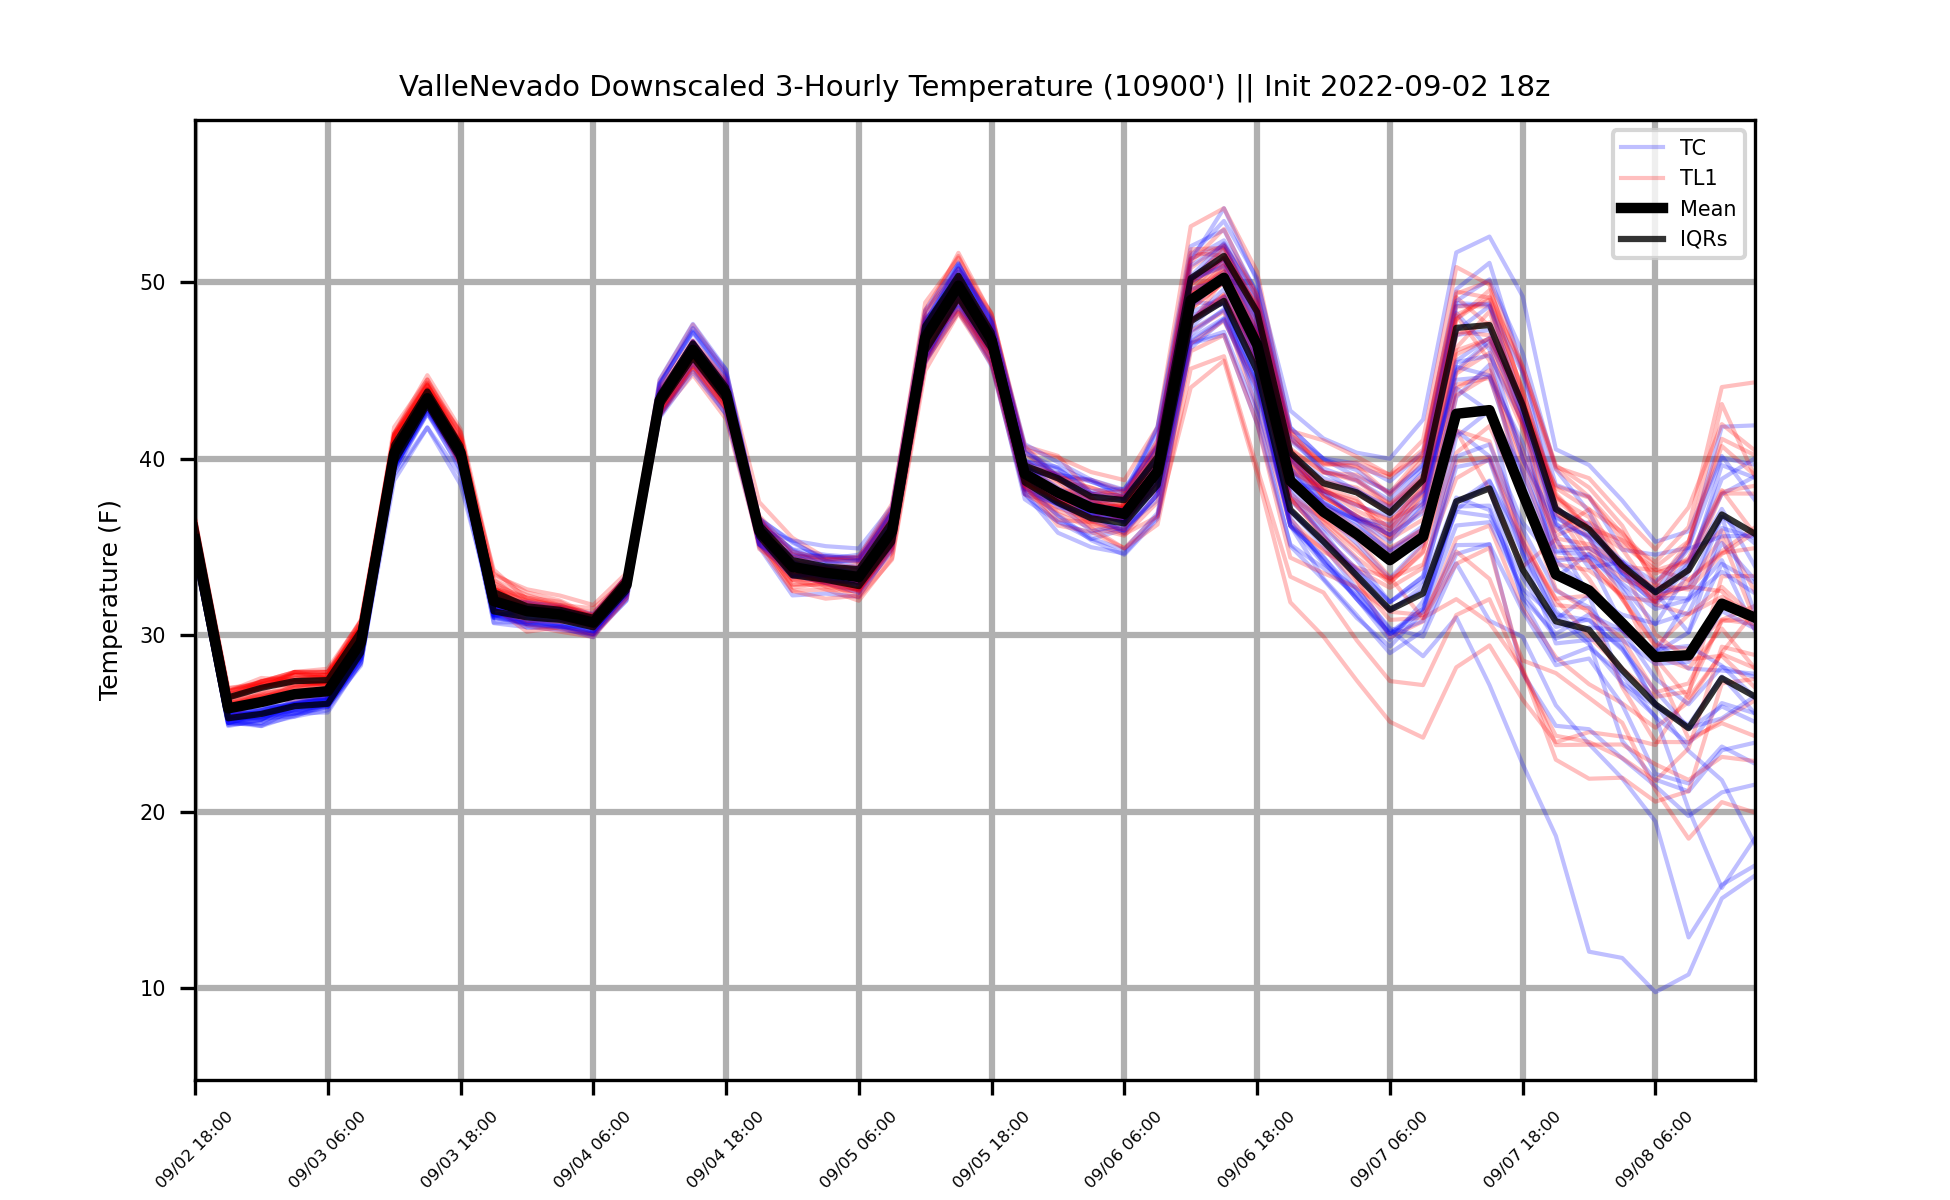 ValleNevado Downscaled 3-Hourly Temperature (10900') || Init 2022-09-02 18z
TC
TL1
Mean
IQRs
Temperature (F)
50
40
30
20
10
09/02 18:00
09/03 06:00
09/03 18:00
09/04 06:00
09/04 18:00
09/05 06:00
09/05 18:00
09/06 06:00
09/06 18:00
09/07 06:00
09/07 18:00
09/08 06:00